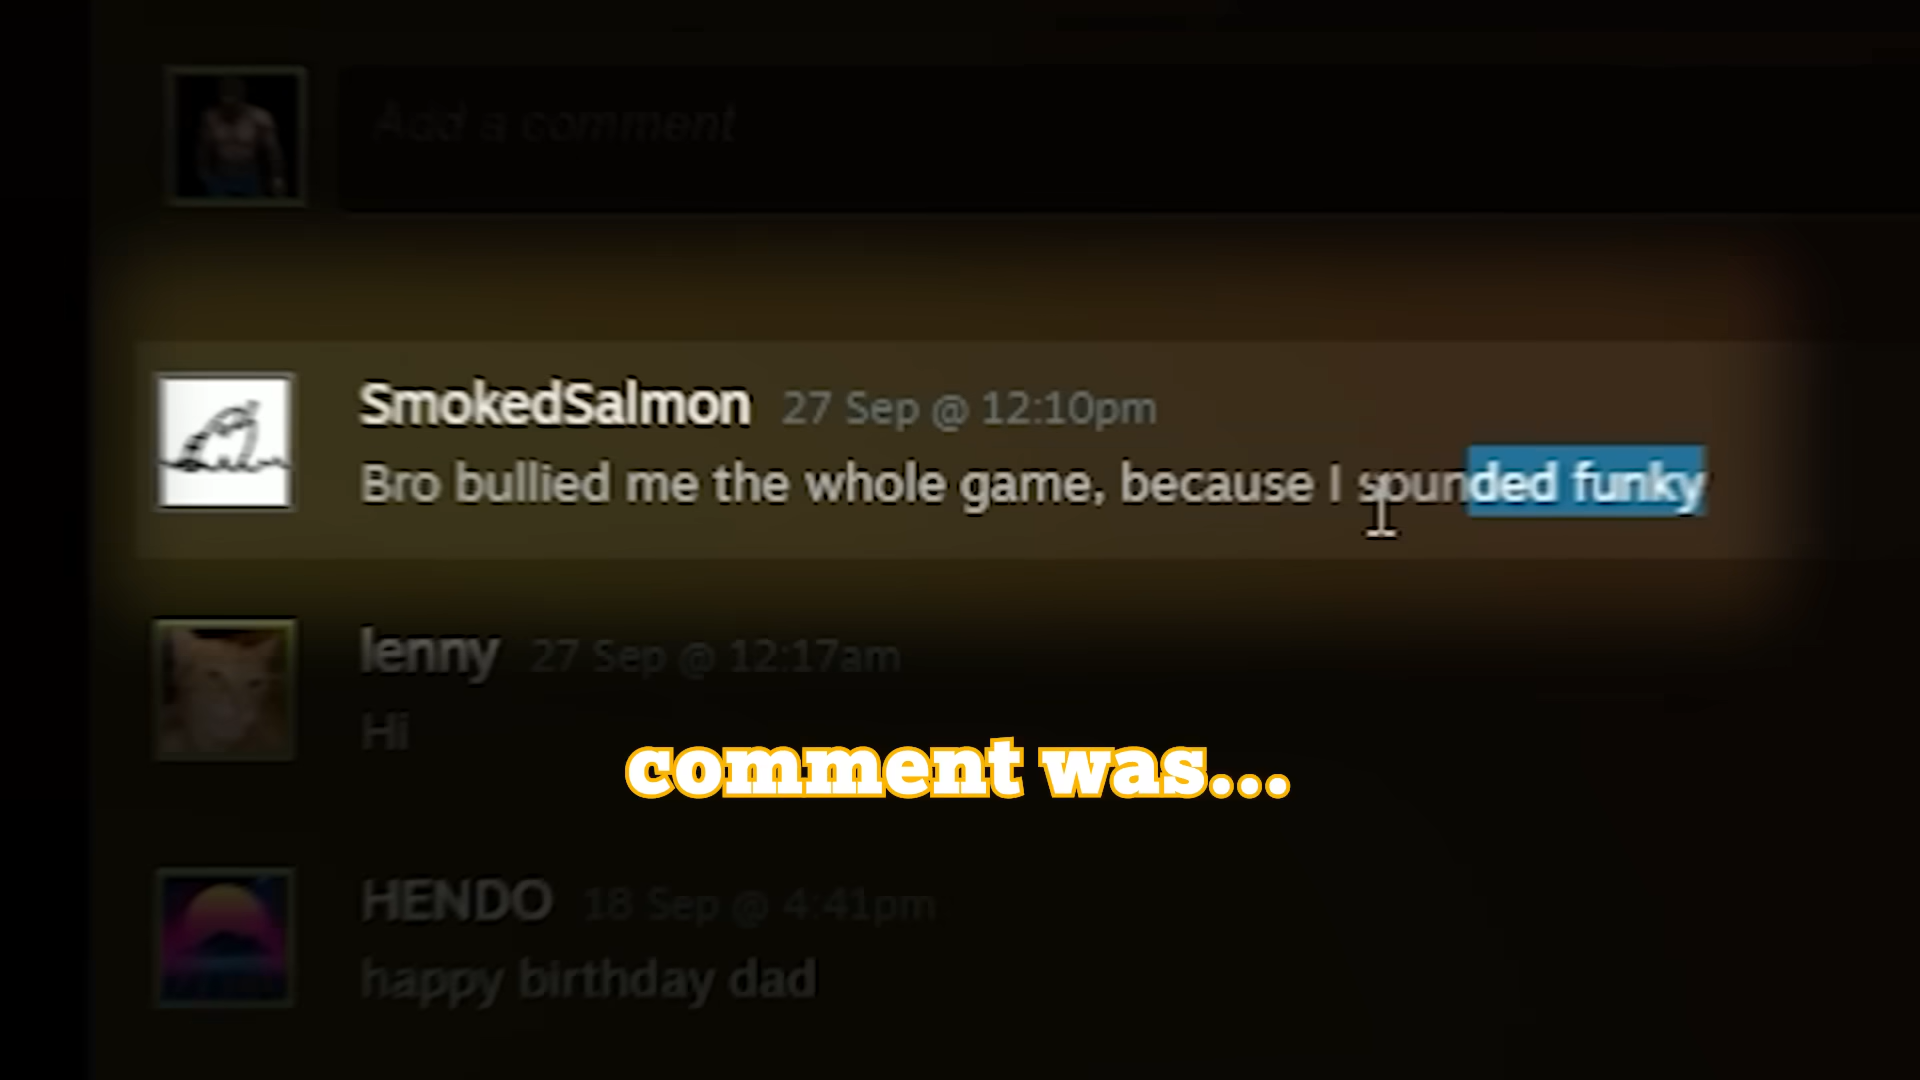 Add a comment
SmokedSalmon 27 Sep @ 12:10pm
Bro bullied me the whole game, because I sounded funky
lenny 27 Sep @ 12:17am
Hi
comment was...
HENDO 18 Sep @ 4:41pm
happy birthday dad